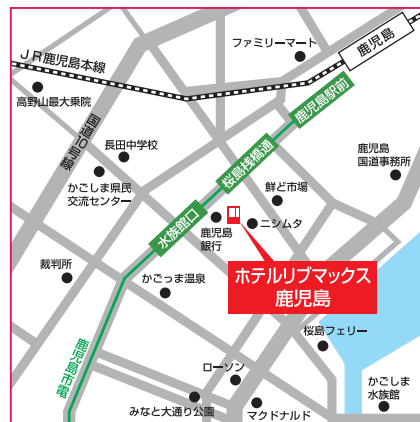 ファミリーマート
鹿児島
JR鹿児島本線
高野山最大乗院
国道10号線
長田中学校
鹿児島駅前
桜島桟橋通
鹿児島
国道事務所
かごしま県民
交流センター
鮮ど市場
水族館口
鹿児島
銀行
ニシムタ
裁判所
かごっま温泉
ホテルリブマックス
鹿児島
桜島フェリー
鹿児島市電
ローソン
みなと大通り公園
マクドナルド
かごしま
水族館